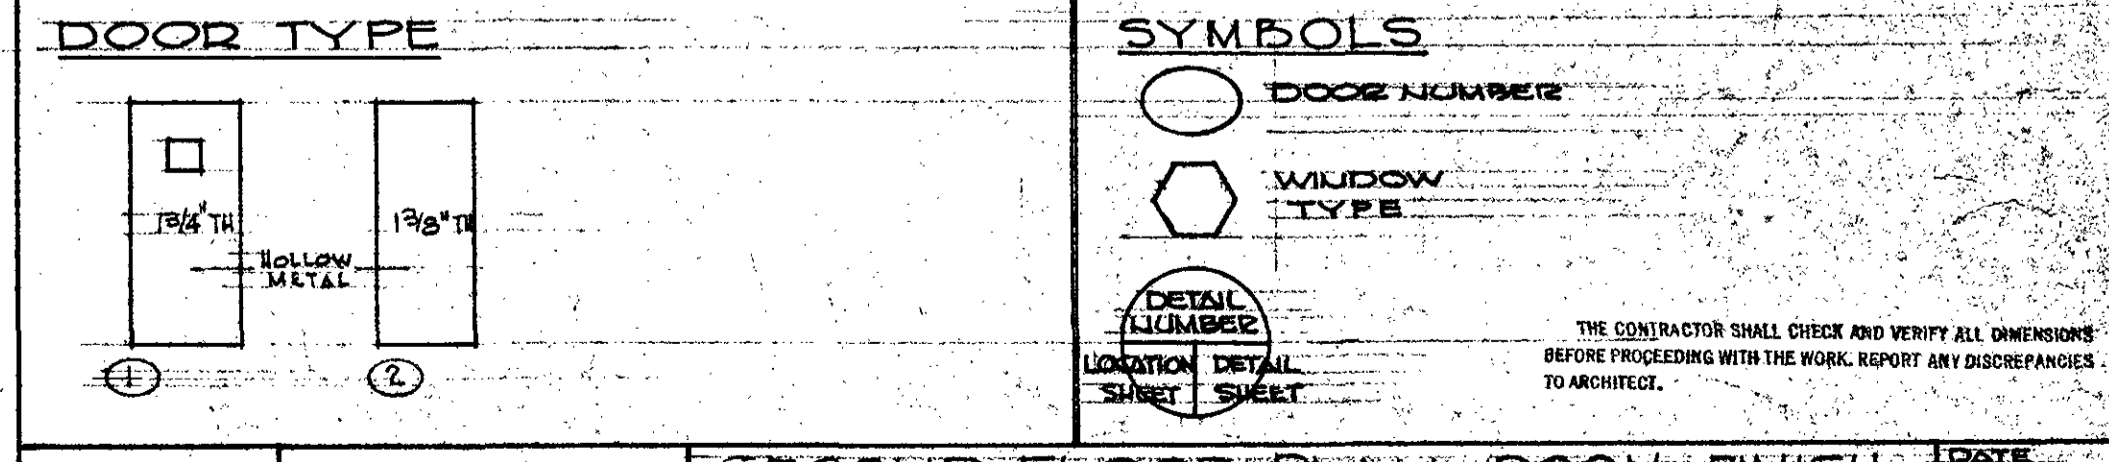 DOOR TYPE
1 3/4" TH
1 3/8" TH
HOLLOW
METAL
1
2
SYMBOLS
DOOR NUMBER
WINDOW
TYPE
DETAIL
NUMBER
LOCATION
SHEET
DETAIL
SHEET
THE CONTRACTOR SHALL CHECK AND VERIFY ALL DIMENSIONS
BEFORE PROCEEDING WITH THE WORK. REPORT ANY DISCREPANCIES
TO ARCHITECT.
DATE